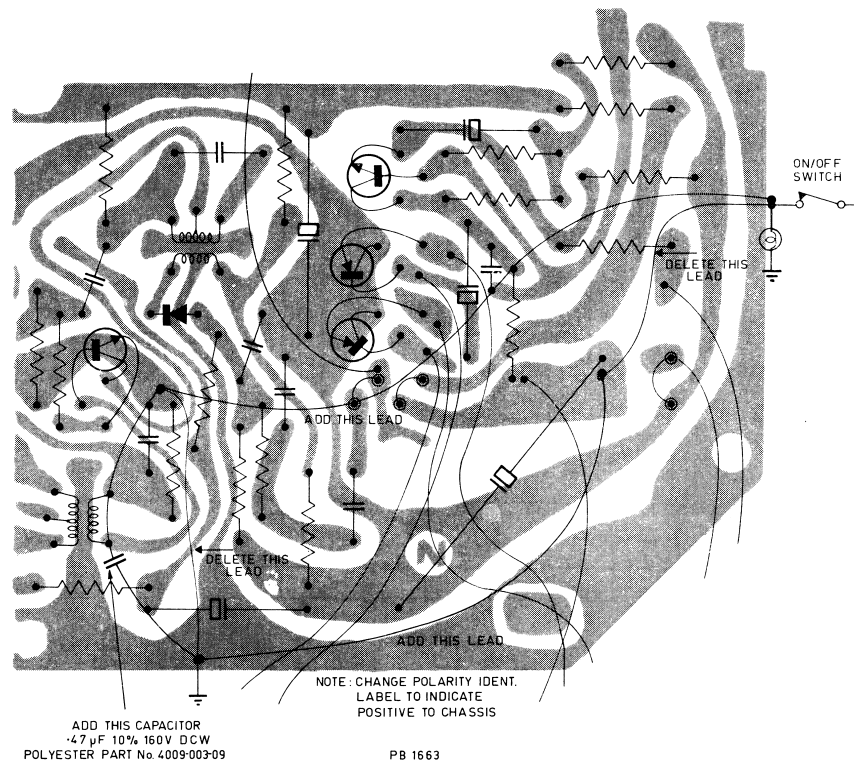 ON/OFF
SWITCH
DELETE THIS
LEAD
ADD THIS LEAD
DELETE THIS
LEAD
ADD THIS LEAD
NOTE: CHANGE POLARITY IDENT.
LABEL TO INDICATE
POSITIVE TO CHASSIS
ADD THIS CAPACITOR
·47 µF 10% 160V DCW
POLYESTER PART No. 4009-003-09
PB 1663